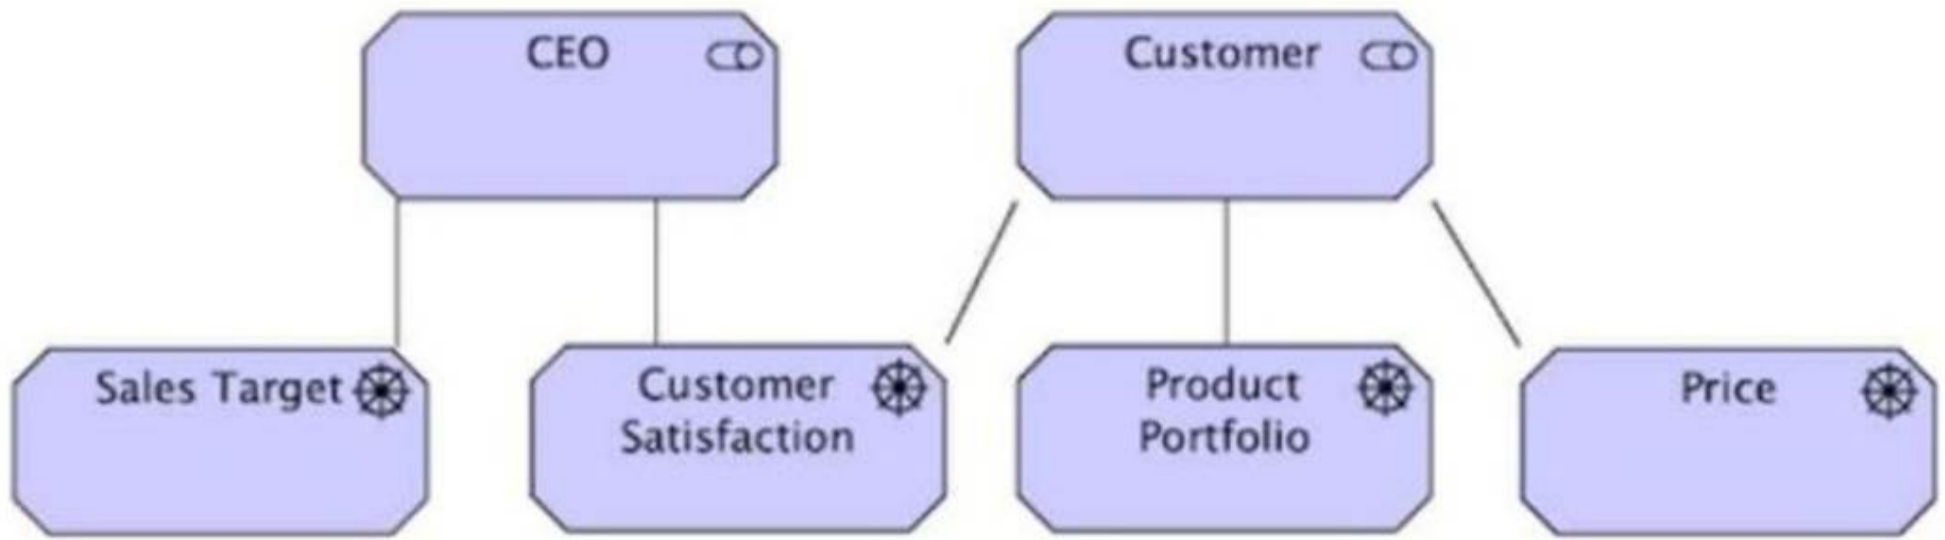 CEO
Customer
Sales Target
Customer
Satisfaction
Product
Portfolio
Price